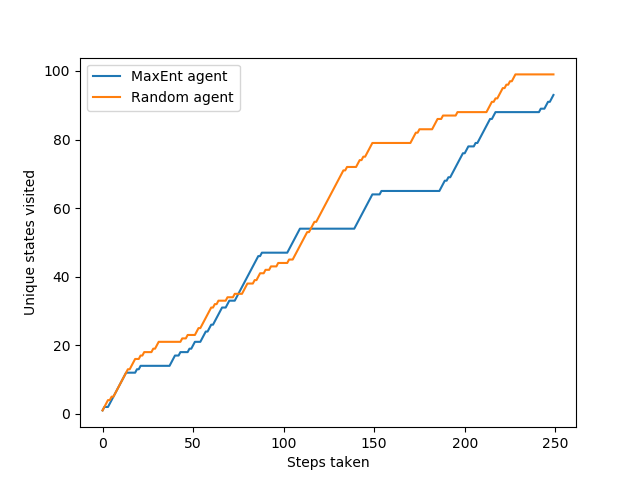 MaxEnt agent
Random agent
100
80
60
40
20
0
Unique states visited
0 50 100 150 200 250
Steps taken